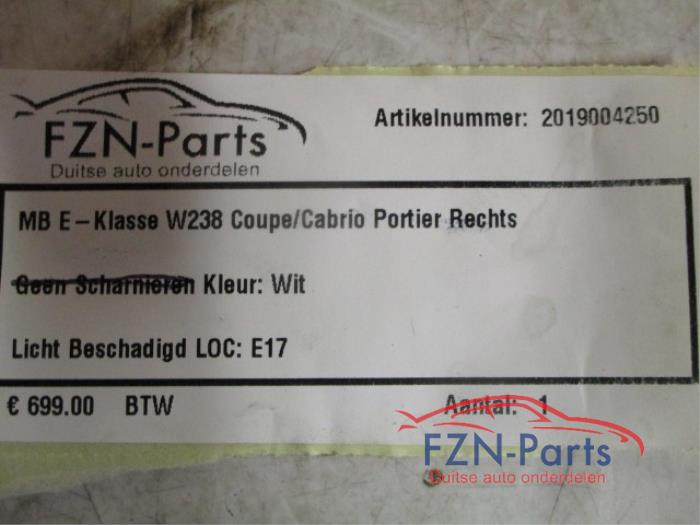 FZN-Parts
Duitse auto onderdelen
Artikelnummer: 2019004250
MB E-Klasse W238 Coupe/Cabrio Portier Rechts
Geen Scharnieren Kleur: Wit
Licht Beschadigd LOC: E17
€ 699.00 BTW
Aantal: 1
FZN-Parts
Duitse auto onderdelen